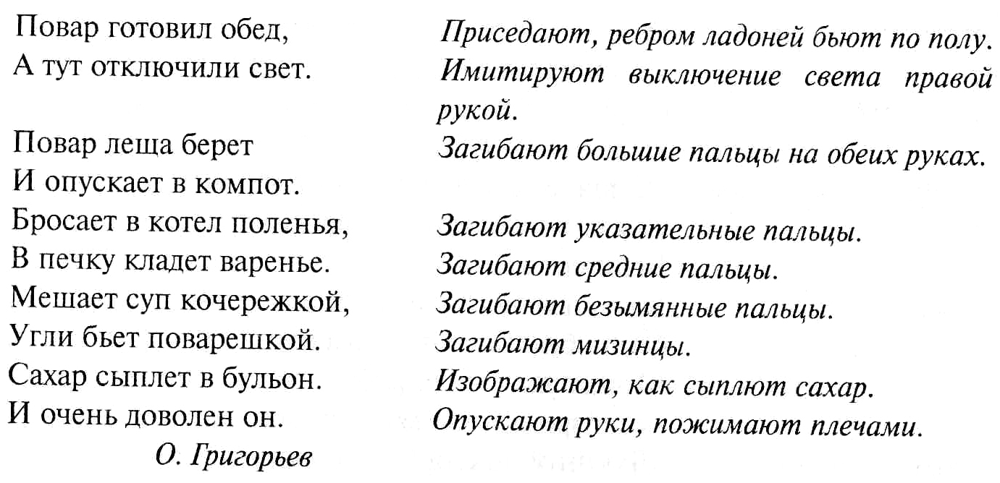 Повар готовил обед,
Приседают, ребром ладоней бьют по полу.
А тут отключили свет.
Имитируют выключение света правой
рукой.
Повар леща берет
Загибают большие пальцы на обеих руках.
И опускает в компот.
Бросает в котел поленья,
Загибают указательные пальцы.
В печку кладет варенье.
Загибают средние пальцы.
Мешает суп кочережкой,
Загибают безымянные пальцы.
Угли бьет поварешкой.
Загибают мизинцы.
Сахар сыплет в бульон.
Изображают, как сыплют сахар.
И очень доволен он.
Опускают руки, пожимают плечами.
О. Григорьев